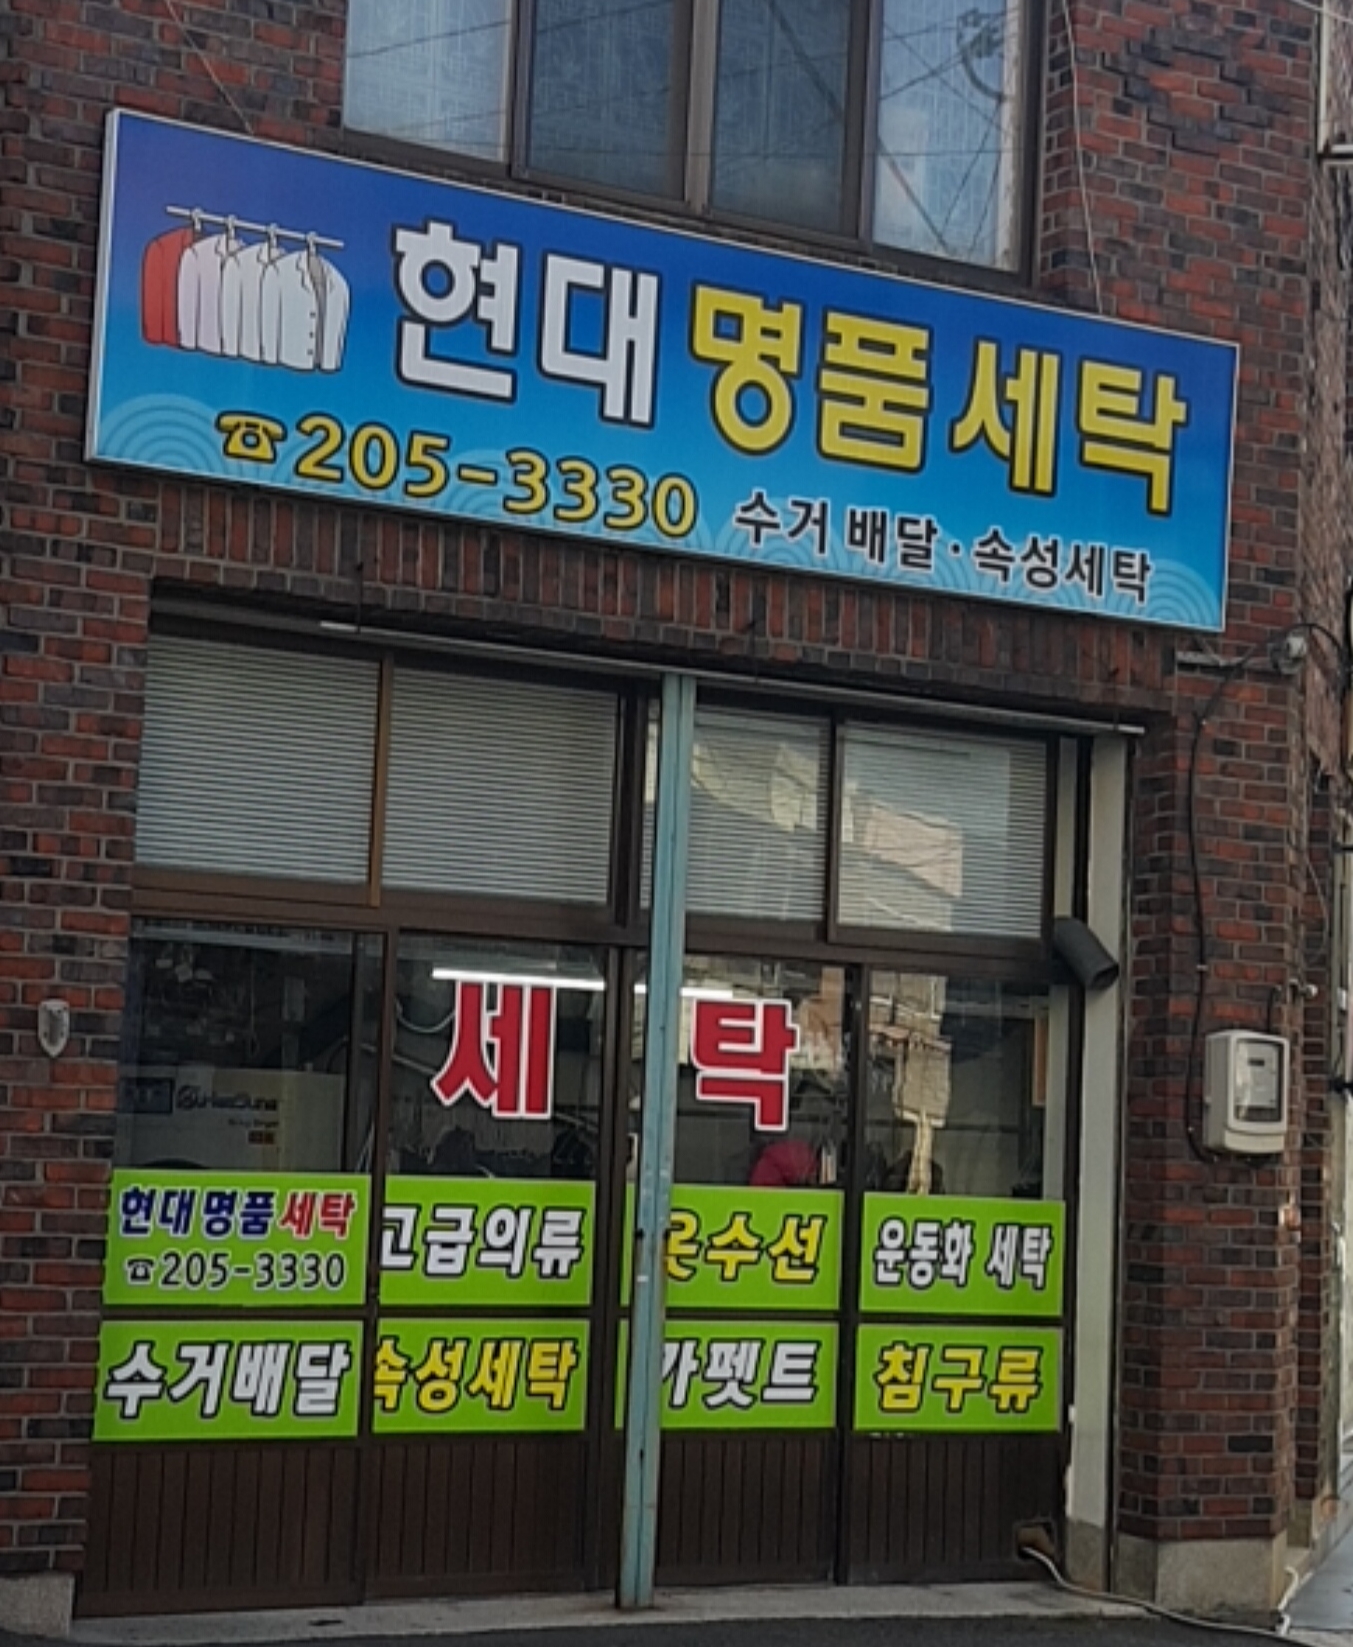 현대 명품 세탁
☎205-3330 수거 배달·속성세탁
세 탁
현대 명품 세탁
☎205-3330
고급의류
옷수선
운동화 세탁
수거배달
속성세탁
카펫트
침구류